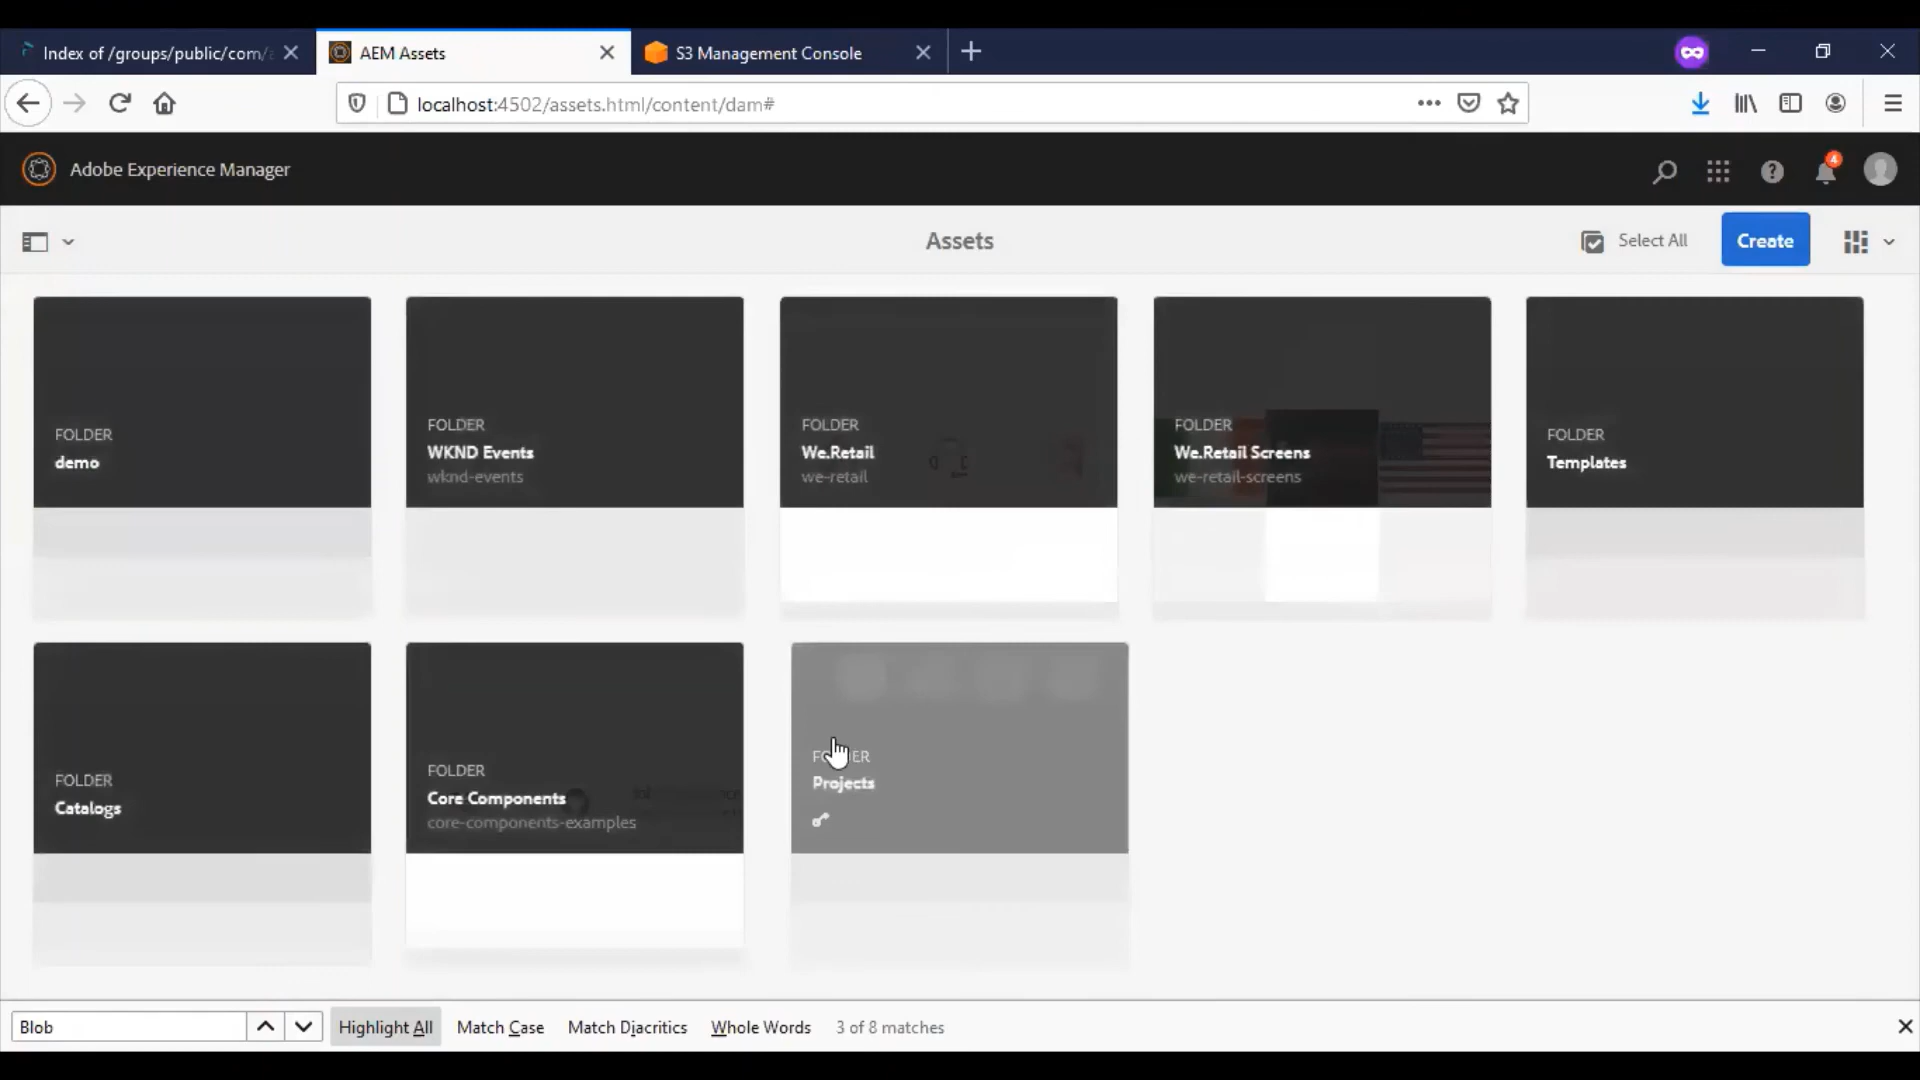 Index of /groups/public/com/
AEM Assets
S3 Management Console
localhost:4502/assets.html/content/dam#
Adobe Experience Manager
4
Assets
Select All
Create
FOLDER
demo
FOLDER
WKND Events
wknd-events
FOLDER
We.Retail
we-retail
FOLDER
We.Retail Screens
we-retail-screens
FOLDER
Templates
FOLDER
Catalogs
FOLDER
Core Components
core-components-examples
FOLDER
Projects
Blob
Highlight All
Match Case
Match Diacritics
Whole Words
3 of 8 matches